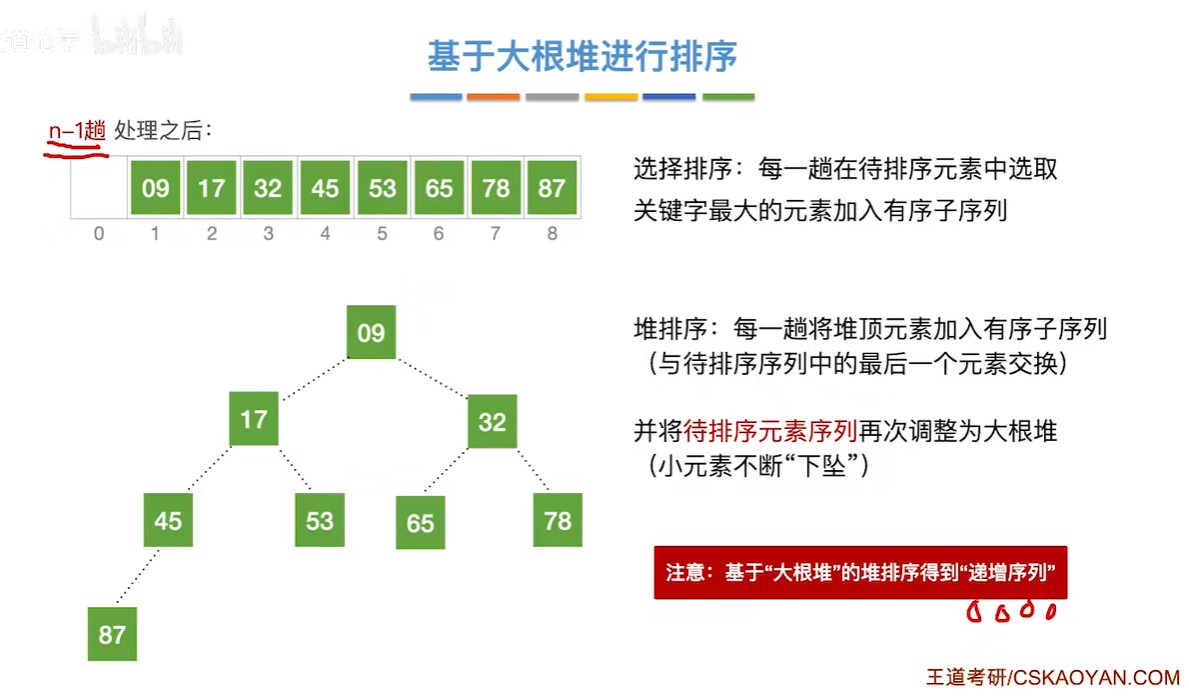 基于大根堆进行排序
n-1趟 处理之后：
09 17 32 45 53 65 78 87
0 1 2 3 4 5 6 7 8
选择排序：每一趟在待排序元素中选取
关键字最大的元素加入有序子序列
堆排序：每一趟将堆顶元素加入有序子序列
（与待排序序列中的最后一个元素交换）
并将待排序元素序列再次调整为大根堆
（小元素不断“下坠”）
09
17 32
45 53 65 78
87
注意：基于“大根堆”的堆排序得到“递增序列”
王道考研/CSKAOYAN.COM